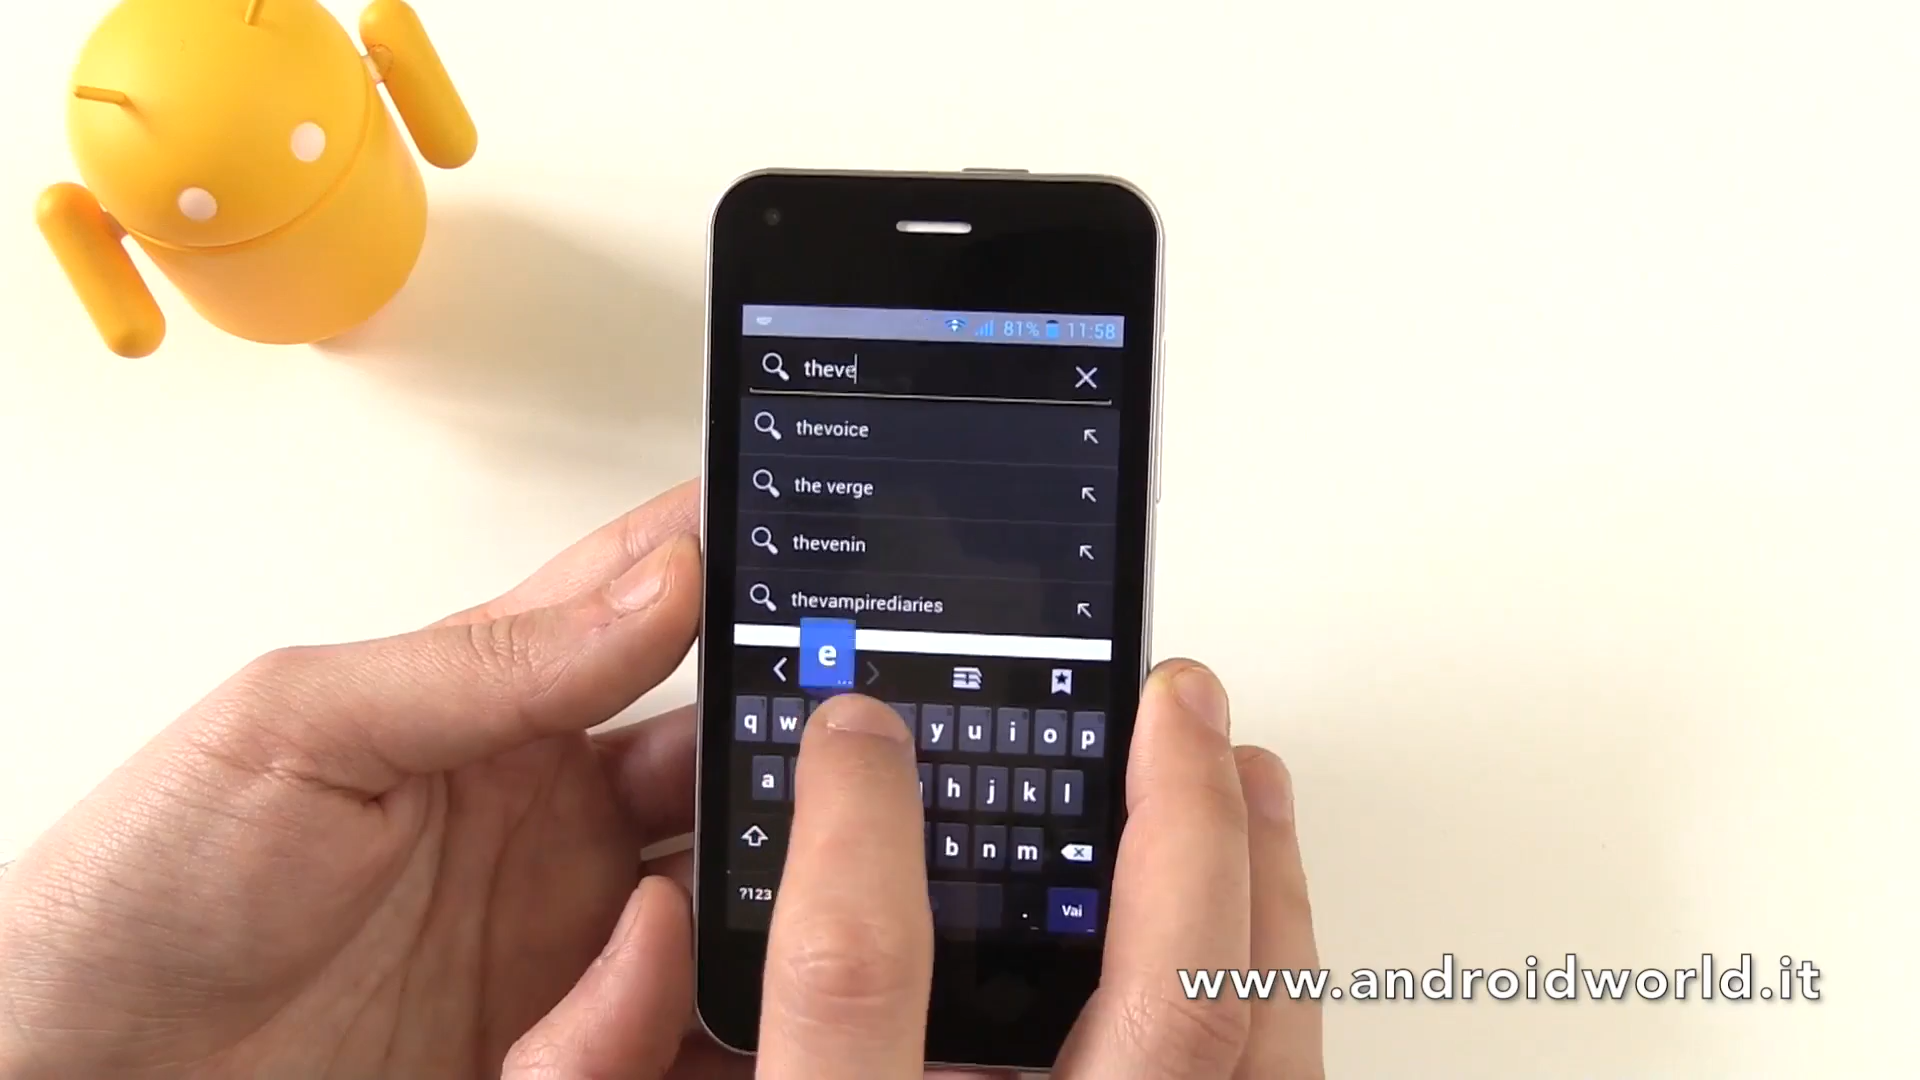 81% 11:58
theve
thevoice
the verge
thevenin
thevampirediaries
e
q w y u i o p
a h j k l
b n m
?123 . Vai
www.androidworld.it